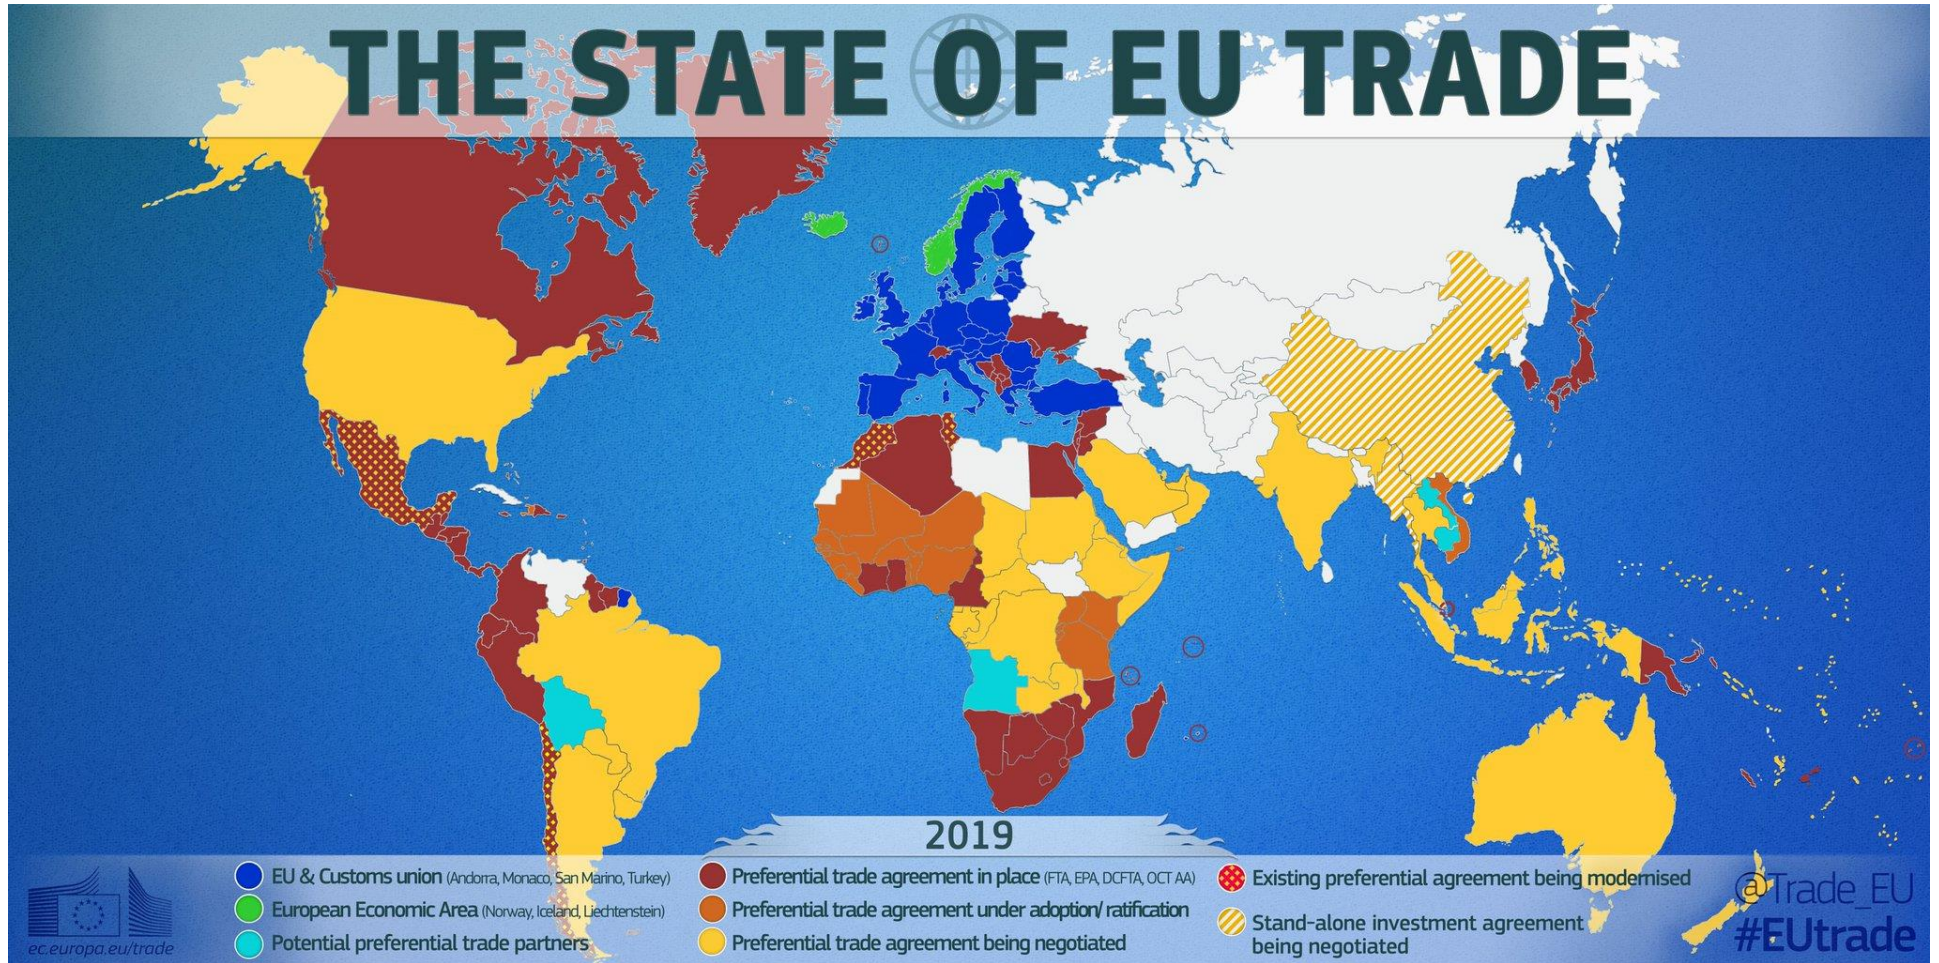 THE STATE OF EU TRADE
2019
EU & Customs union (Andorra, Monaco, San Marino, Turkey)
European Economic Area (Norway, Iceland, Liechtenstein)
Potential preferential trade partners
Preferential trade agreement in place (FTA, EPA, DCFTA, OCT AA)
Preferential trade agreement under adoption/ratification
Preferential trade agreement being negotiated
Existing preferential agreement being modernised
Stand-alone investment agreement
being negotiated
ec.europa.eu/trade
@Trade_EU
#EUtrade